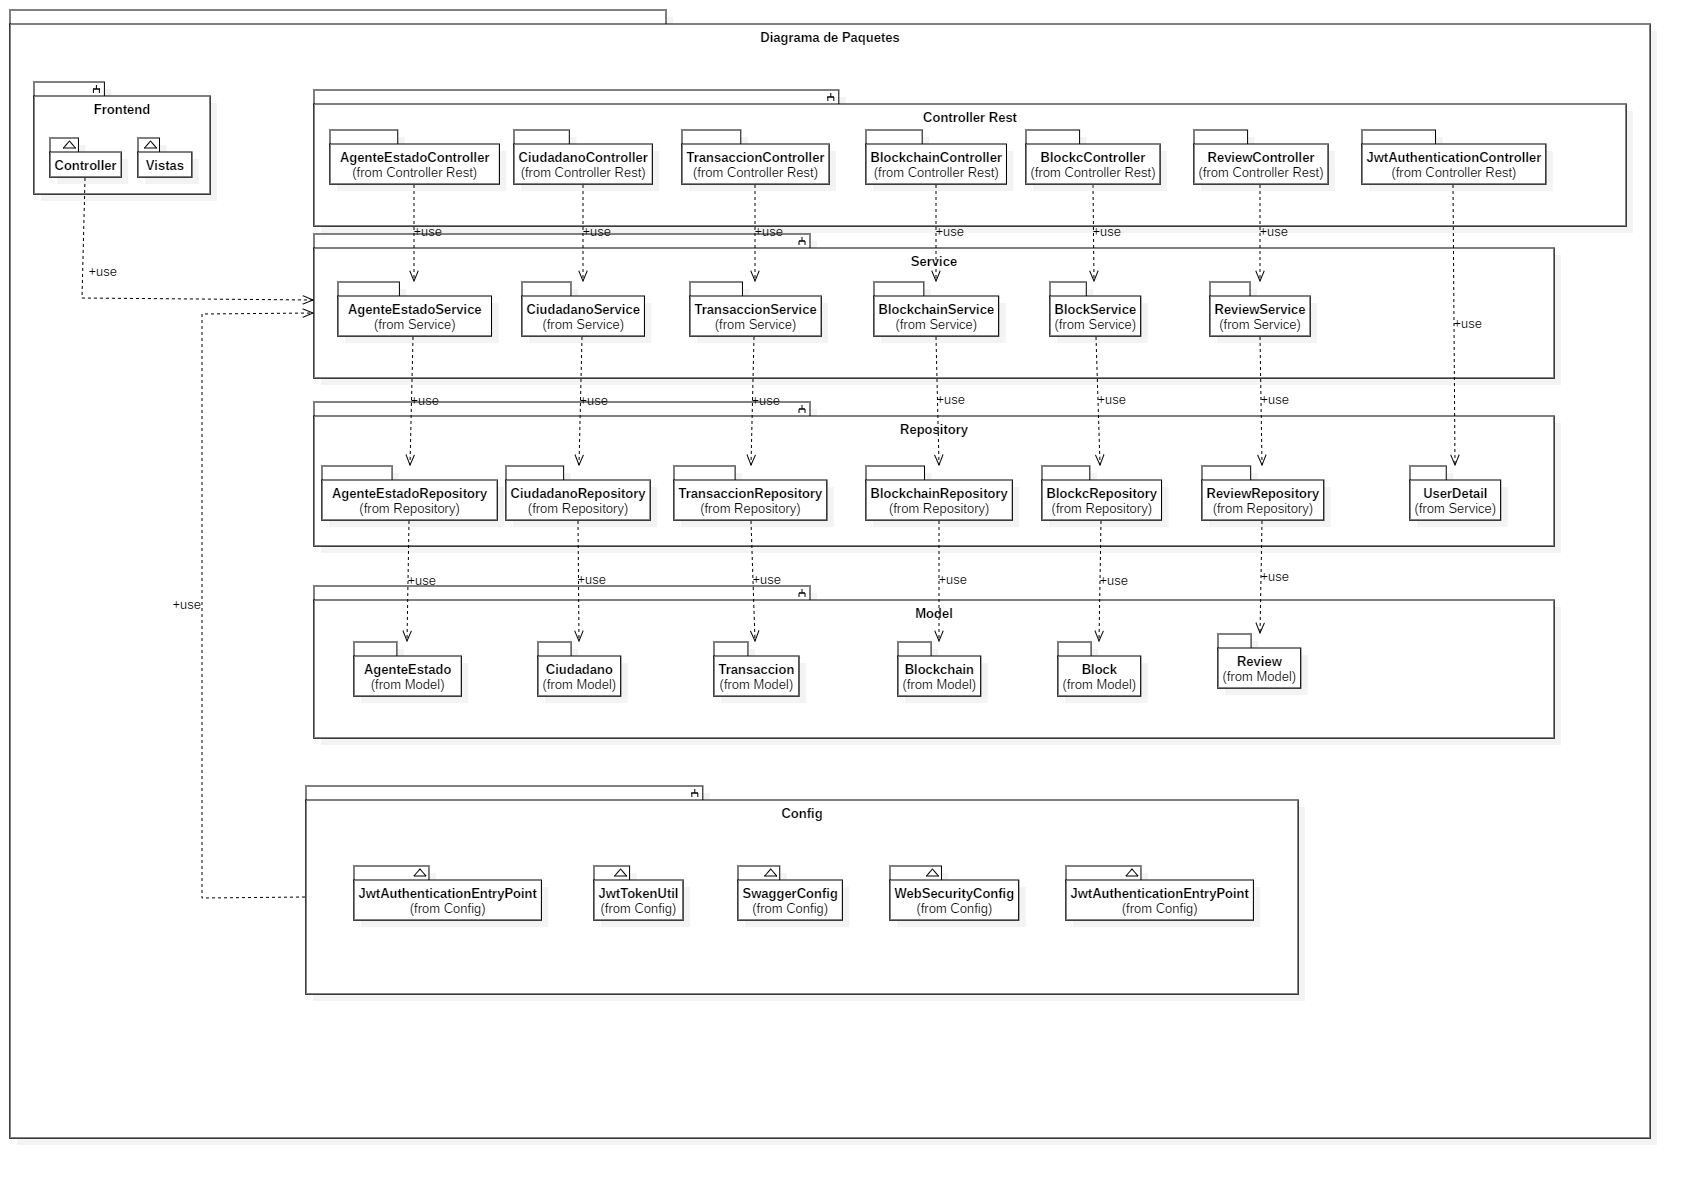 Diagrama de Paquetes
Frontend
Controller
Vistas
+use
Controller Rest
AgenteEstadoController
(from Controller Rest)
CiudadanoController
(from Controller Rest)
TransaccionController
(from Controller Rest)
BlockchainController
(from Controller Rest)
BlockcController
(from Controller Rest)
ReviewController
(from Controller Rest)
JwtAuthenticationController
(from Controller Rest)
+use
+use
+use
+use
+use
+use
+use
Service
AgenteEstadoService
(from Service)
CiudadanoService
(from Service)
TransaccionService
(from Service)
BlockchainService
(from Service)
BlockService
(from Service)
ReviewService
(from Service)
+use
+use
+use
+use
+use
+use
Repository
AgenteEstadoRepository
(from Repository)
CiudadanoRepository
(from Repository)
TransaccionRepository
(from Repository)
BlockchainRepository
(from Repository)
BlockcRepository
(from Repository)
ReviewRepository
(from Repository)
UserDetail
(from Service)
+use
+use
+use
+use
+use
+use
+use
Model
AgenteEstado
(from Model)
Ciudadano
(from Model)
Transaccion
(from Model)
Blockchain
(from Model)
Block
(from Model)
Review
(from Model)
Config
JwtAuthenticationEntryPoint
(from Config)
JwtTokenUtil
(from Config)
SwaggerConfig
(from Config)
WebSecurityConfig
(from Config)
JwtAuthenticationEntryPoint
(from Config)